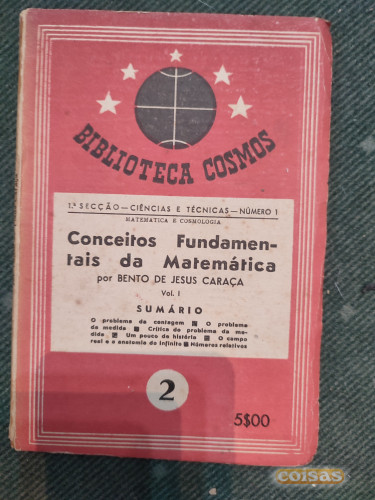 BIBLIOTECA COSMOS
1.ª SECÇÃO — CIÊNCIAS E TÉCNICAS — NÚMERO 1
MATEMÁTICA E COSMOLOGIA
Conceitos Fundamen-
tais da Matemática
por BENTO DE JESUS CARAÇA
Vol. I
SUMÁRIO
O problema da contagem ■ O problema
da medida ■ Crítica do problema da me-
dida ■ Um pouco de história ■ O campo
real e a anatomia do infinito ■ Números relativos
2
5$00
coisas